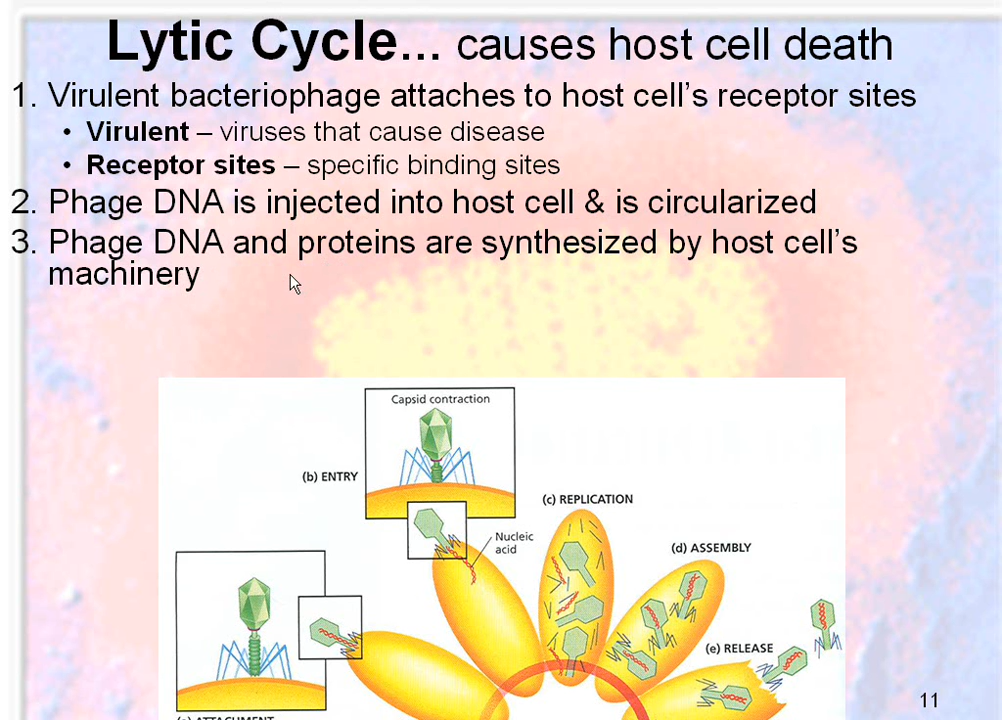 Lytic Cycle... causes host cell death
1. Virulent bacteriophage attaches to host cell’s receptor sites
• Virulent – viruses that cause disease
• Receptor sites – specific binding sites
2. Phage DNA is injected into host cell & is circularized
3. Phage DNA and proteins are synthesized by host cell’s
machinery
Capsid contraction
(b) ENTRY
(c) REPLICATION
Nucleic
acid
(d) ASSEMBLY
(e) RELEASE
(a) ATTACHMENT
11